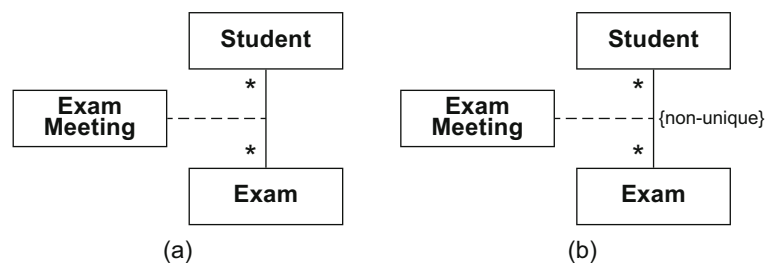 Student
*
Exam
Meeting
*
Exam
(a)
Student
*
Exam
Meeting
{non-unique}
*
Exam
(b)